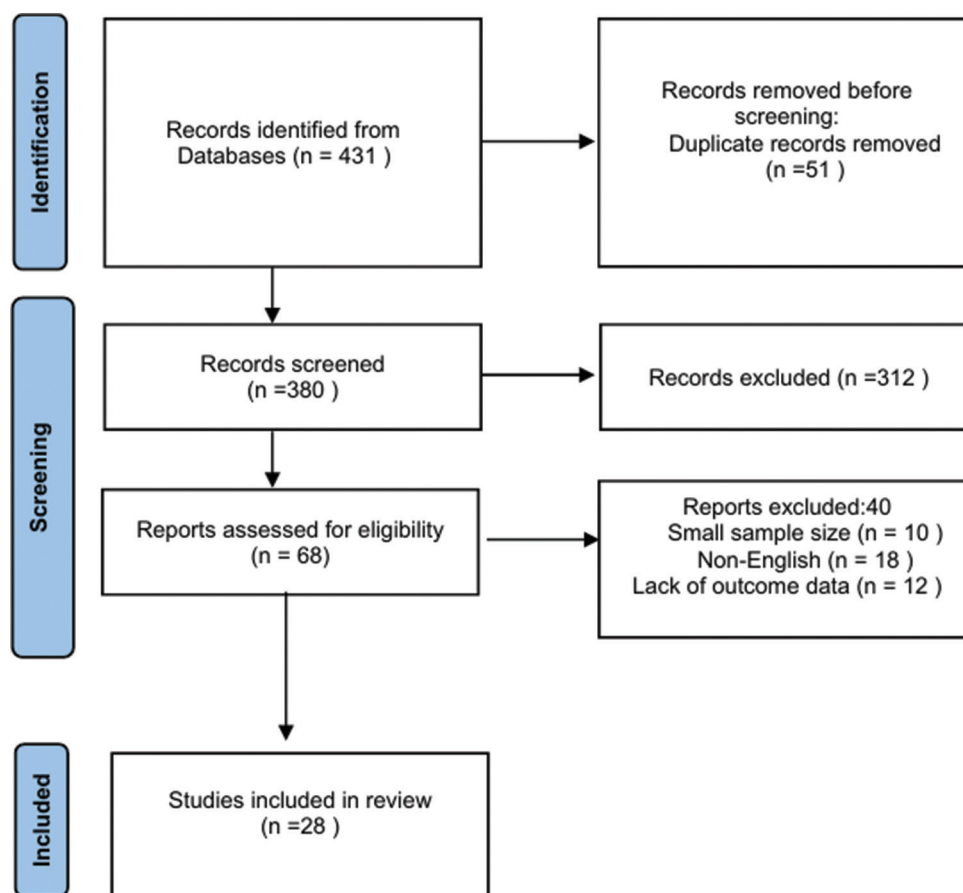 Identification
Records identified from
Databases (n = 431 )
Records removed before
screening:
Duplicate records removed
(n =51 )
Screening
Records screened
(n =380 )
Records excluded (n =312 )
Reports assessed for eligibility
(n = 68)
Reports excluded:40
Small sample size (n = 10 )
Non-English (n = 18 )
Lack of outcome data (n = 12 )
Included
Studies included in review
(n =28 )